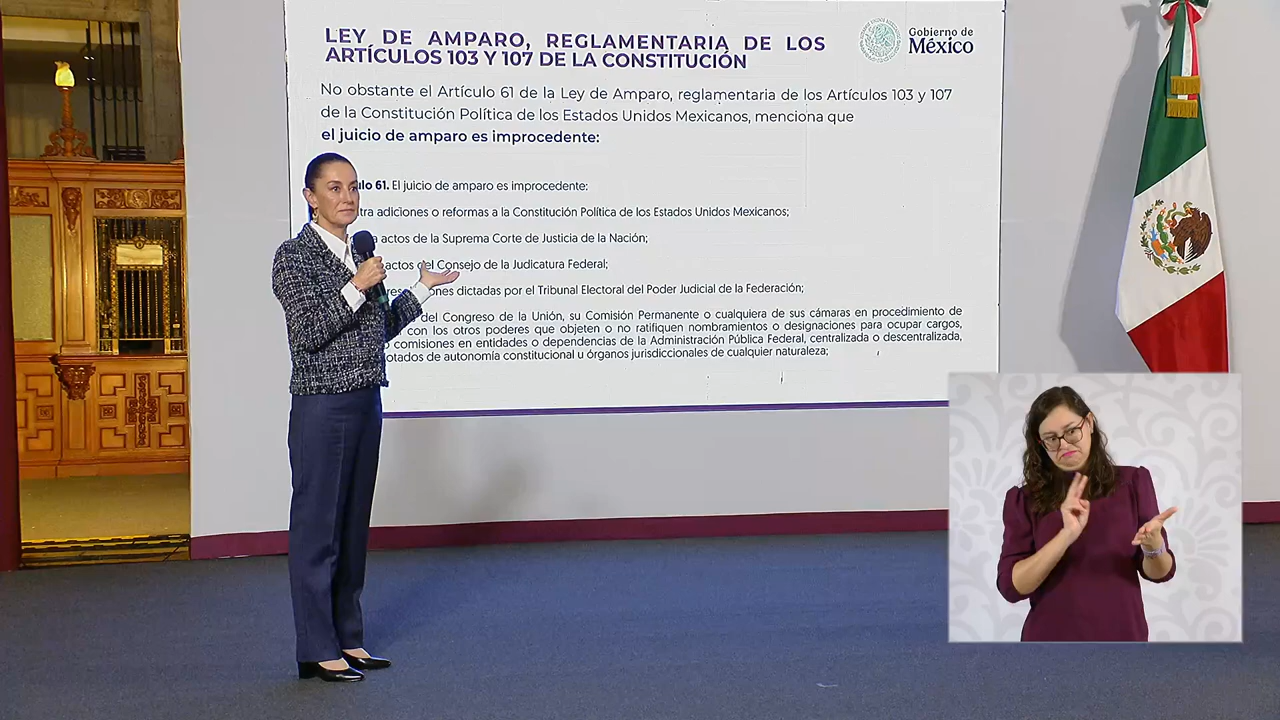 LEY DE AMPARO, REGLAMENTARIA DE LOS
ARTÍCULOS 103 Y 107 DE LA CONSTITUCIÓN
Gobierno de
México
No obstante el Artículo 61 de la Ley de Amparo, reglamentaria de los Artículos 103 y 107
de la Constitución Política de los Estados Unidos Mexicanos, menciona que
el juicio de amparo es improcedente:
61. El juicio de amparo es improcedente:
adiciones o reformas a la Constitución Política de los Estados Unidos Mexicanos;
actos de la Suprema Corte de Justicia de la Nación;
actos del Consejo de la Judicatura Federal;
dictadas por el Tribunal Electoral del Poder Judicial de la Federación;
del Congreso de la Unión, su Comisión Permanente o cualquiera de sus cámaras en procedimiento de
con los otros poderes que objeten o no ratifiquen nombramientos o designaciones para ocupar cargos,
comisiones en entidades o dependencias de la Administración Pública Federal, centralizada o descentralizada,
de autonomía constitucional u órganos jurisdiccionales de cualquier naturaleza;